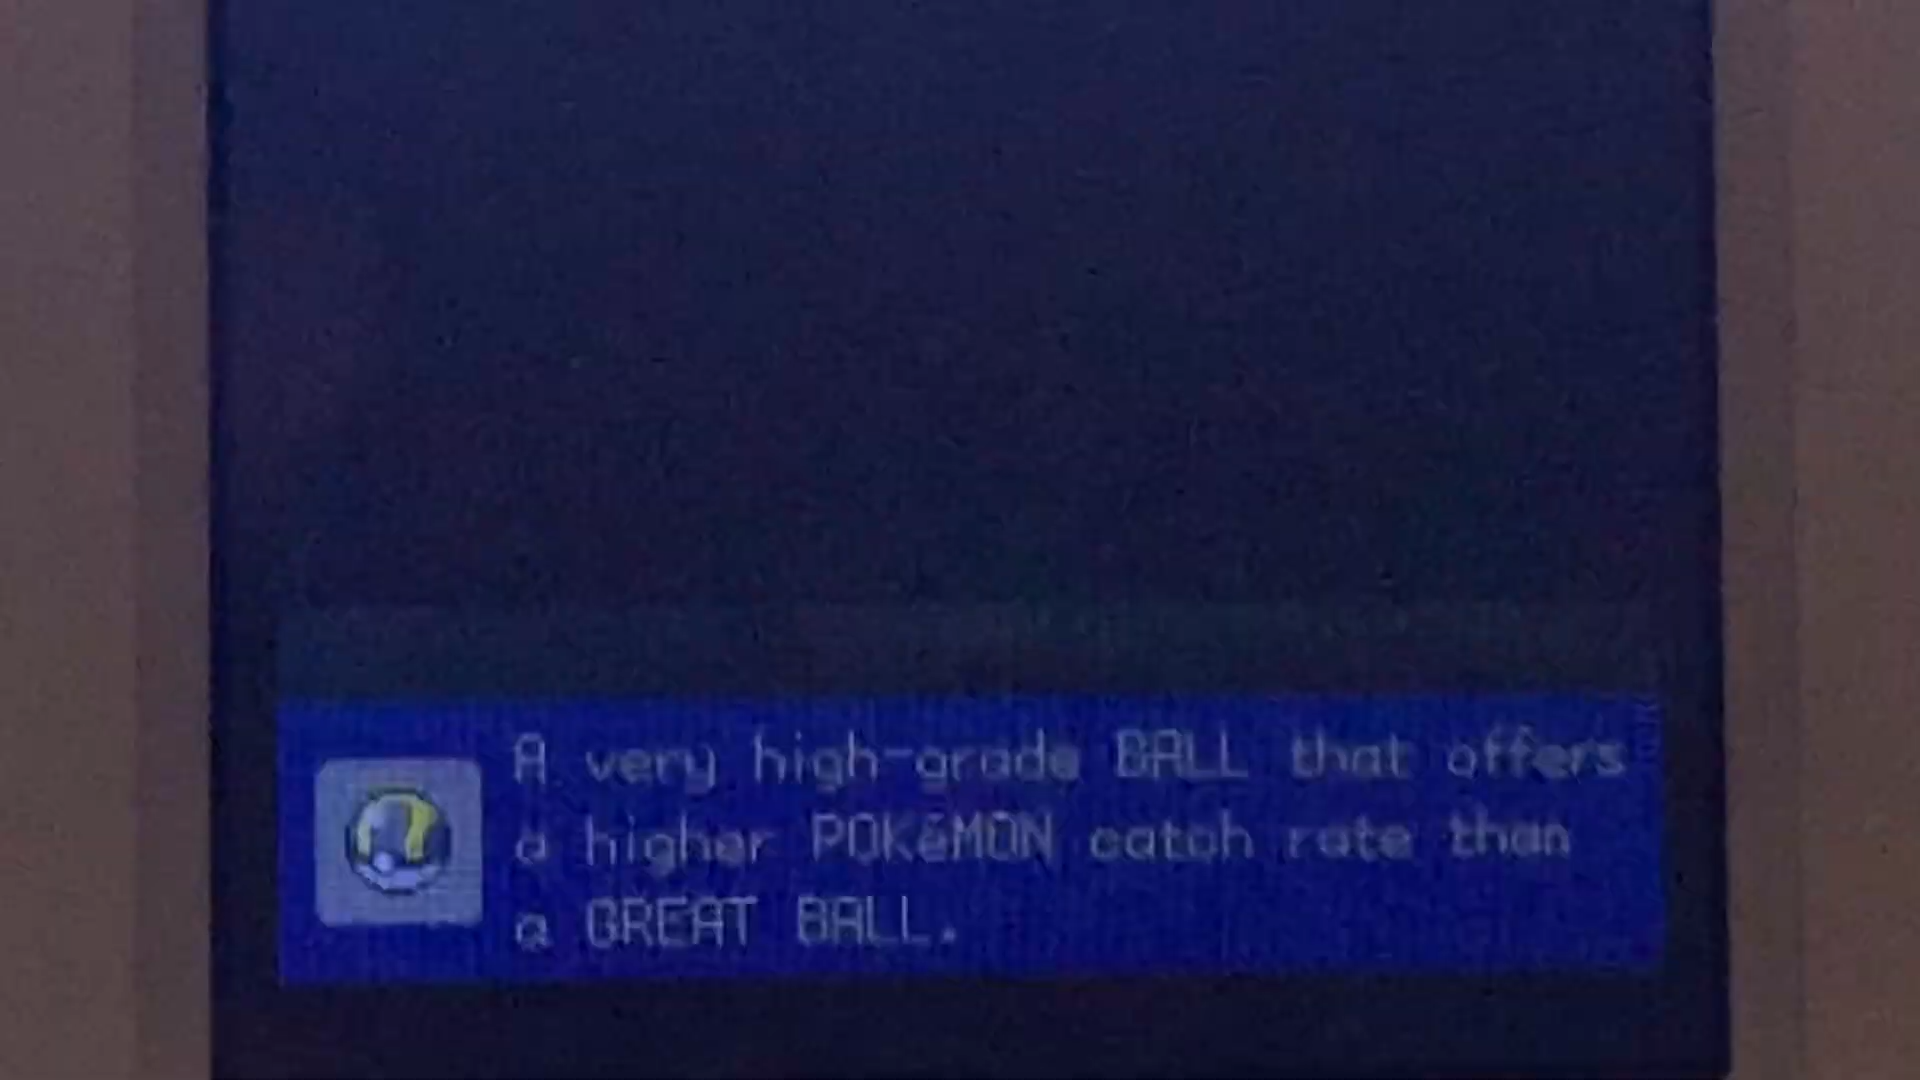 A very high-grade BALL that offers
a higher POKéMON catch rate than
a GREAT BALL.